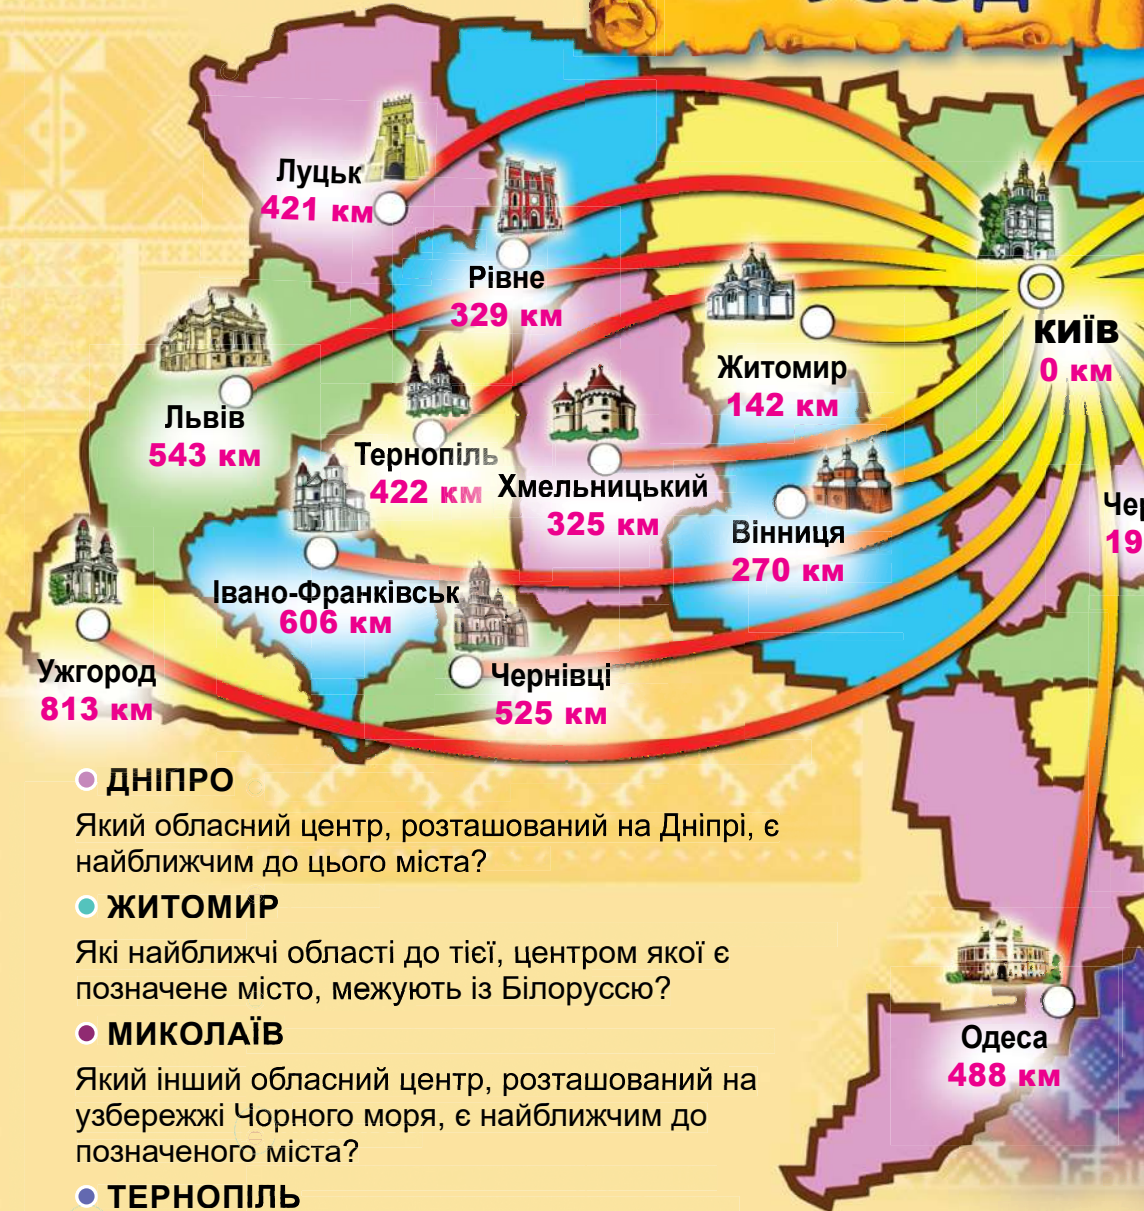 Луцьк
421 км
Рівне
329 км
Львів
543 км
Тернопіль
422 км
Хмельницький
325 км
Житомир
142 км
КИЇВ
0 км
Вінниця
270 км
Івано-Франківськ
606 км
Ужгород
813 км
Чернівці
525 км
Чер
19
Одеса
488 км
ДНІПРО
Який обласний центр, розташований на Дніпрі, є
найближчим до цього міста?
ЖИТОМИР
Які найближчі області до тієї, центром якої є
позначене місто, межують із Білоруссю?
МИКОЛАЇВ
Який інший обласний центр, розташований на
узбережжі Чорного моря, є найближчим до
позначеного міста?
ТЕРНОПІЛЬ